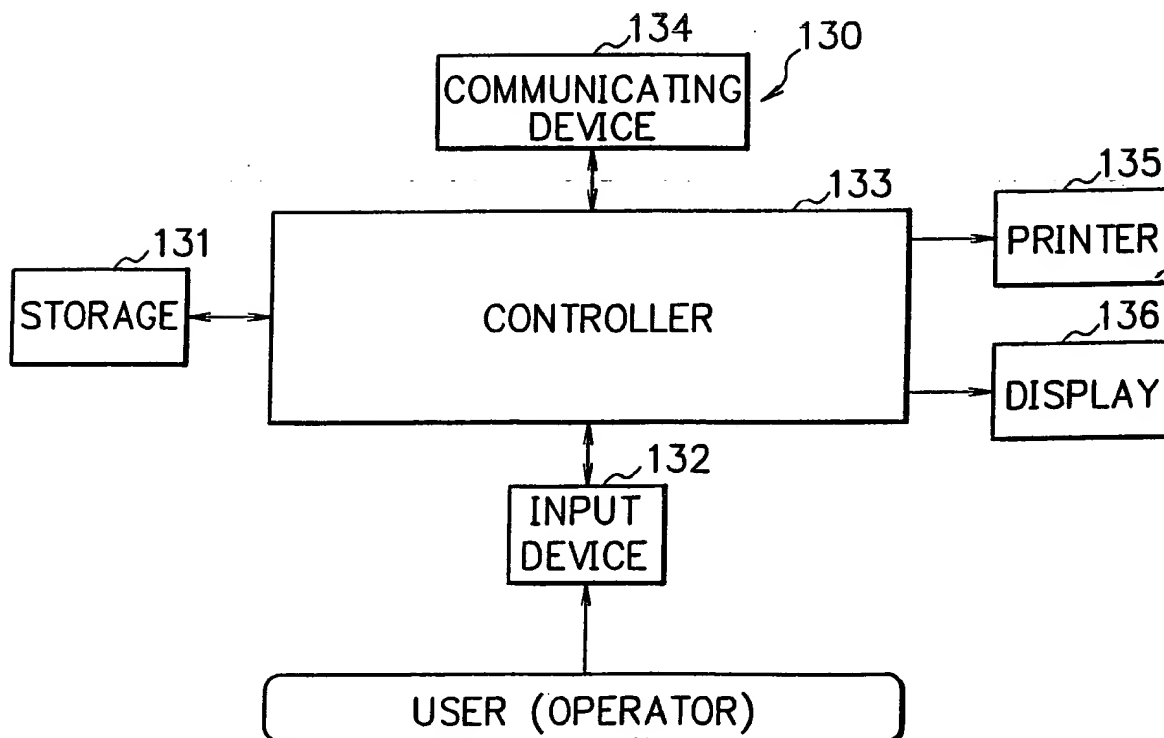 134
130
COMMUNICATING
DEVICE
133
135
PRINTER
131
STORAGE
CONTROLLER
136
DISPLAY
132
INPUT
DEVICE
USER (OPERATOR)